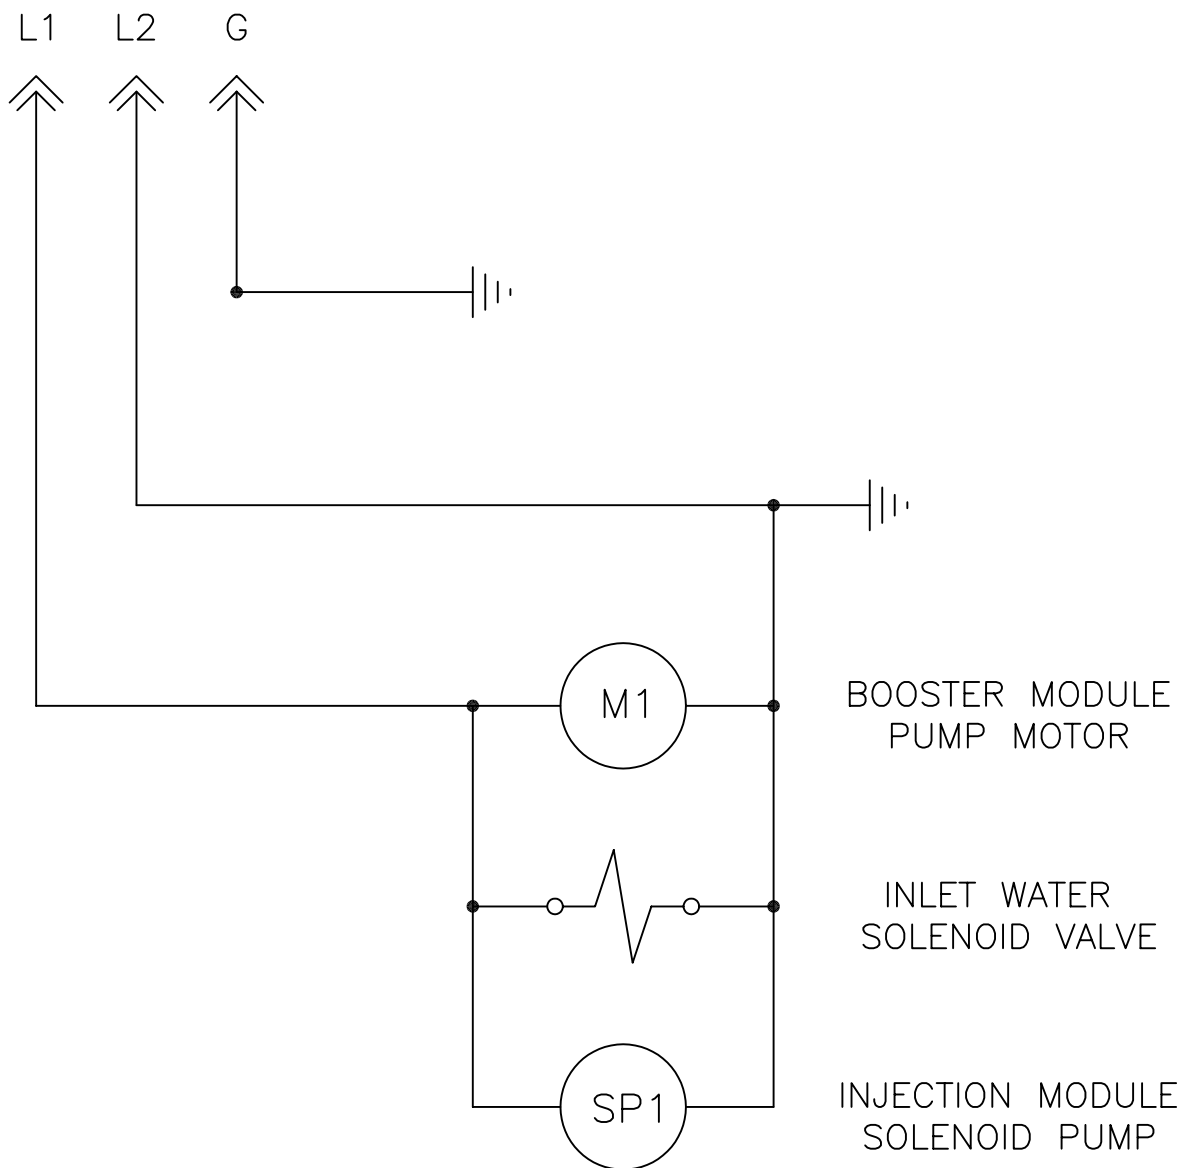 L1 L2 G
M1
BOOSTER MODULE
PUMP MOTOR
INLET WATER
SOLENOID VALVE
SP1
INJECTION MODULE
SOLENOID PUMP